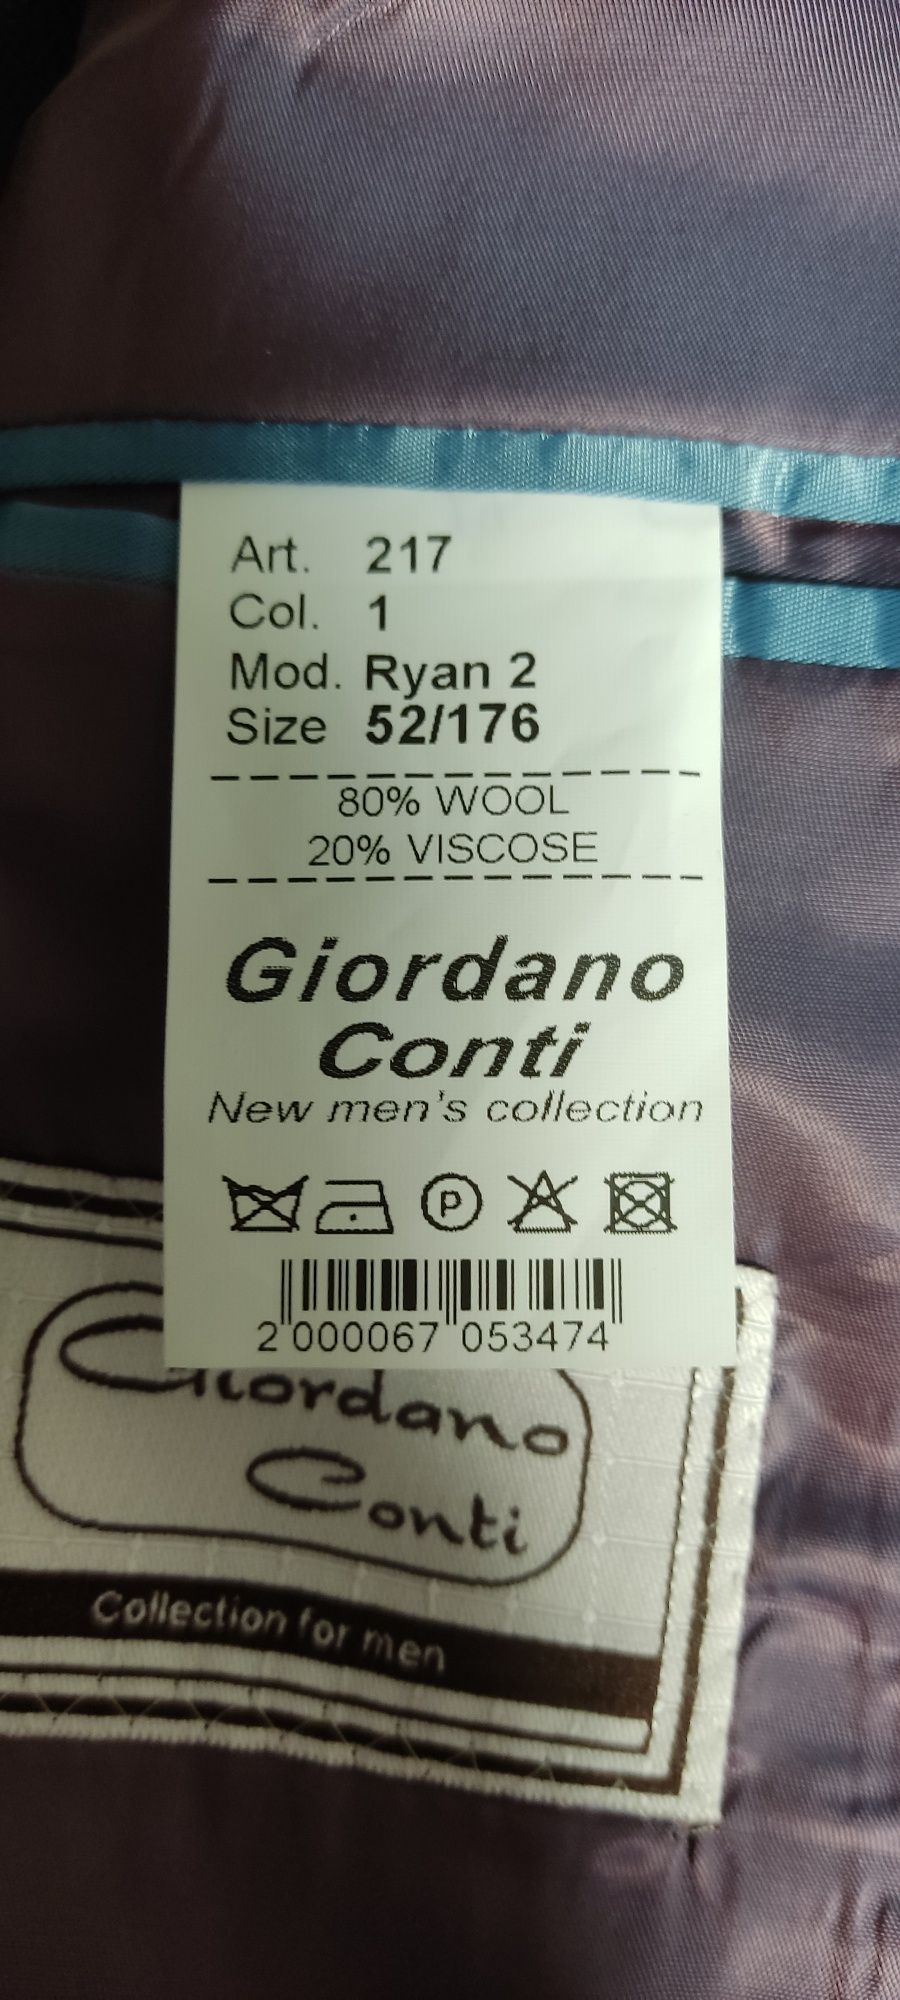 Art. 217
Col. 1
Mod. Ryan 2
Size 52/176
80% WOOL
20% VISCOSE
Giordano
Conti
New men's collection
P
2 000067 053474
Giordano
Conti
Collection for men